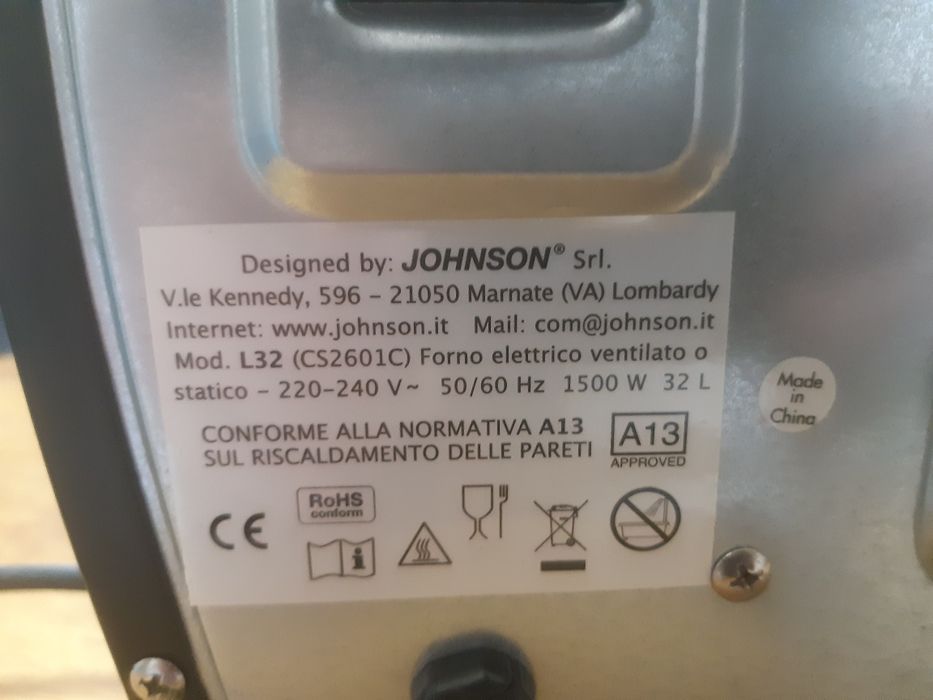 Designed by: JOHNSON® Srl.
V.le Kennedy, 596 – 21050 Marnate (VA) Lombardy
Internet: www.johnson.it Mail: com@johnson.it
Mod. L32 (CS2601C) Forno elettrico ventilato o
statico – 220–240 V~ 50/60 Hz 1500 W 32 L
CONFORME ALLA NORMATIVA A13
SUL RISCALDAMENTO DELLE PARETI
A13
APPROVED
CE
RoHS
conform
i
Made
in
China